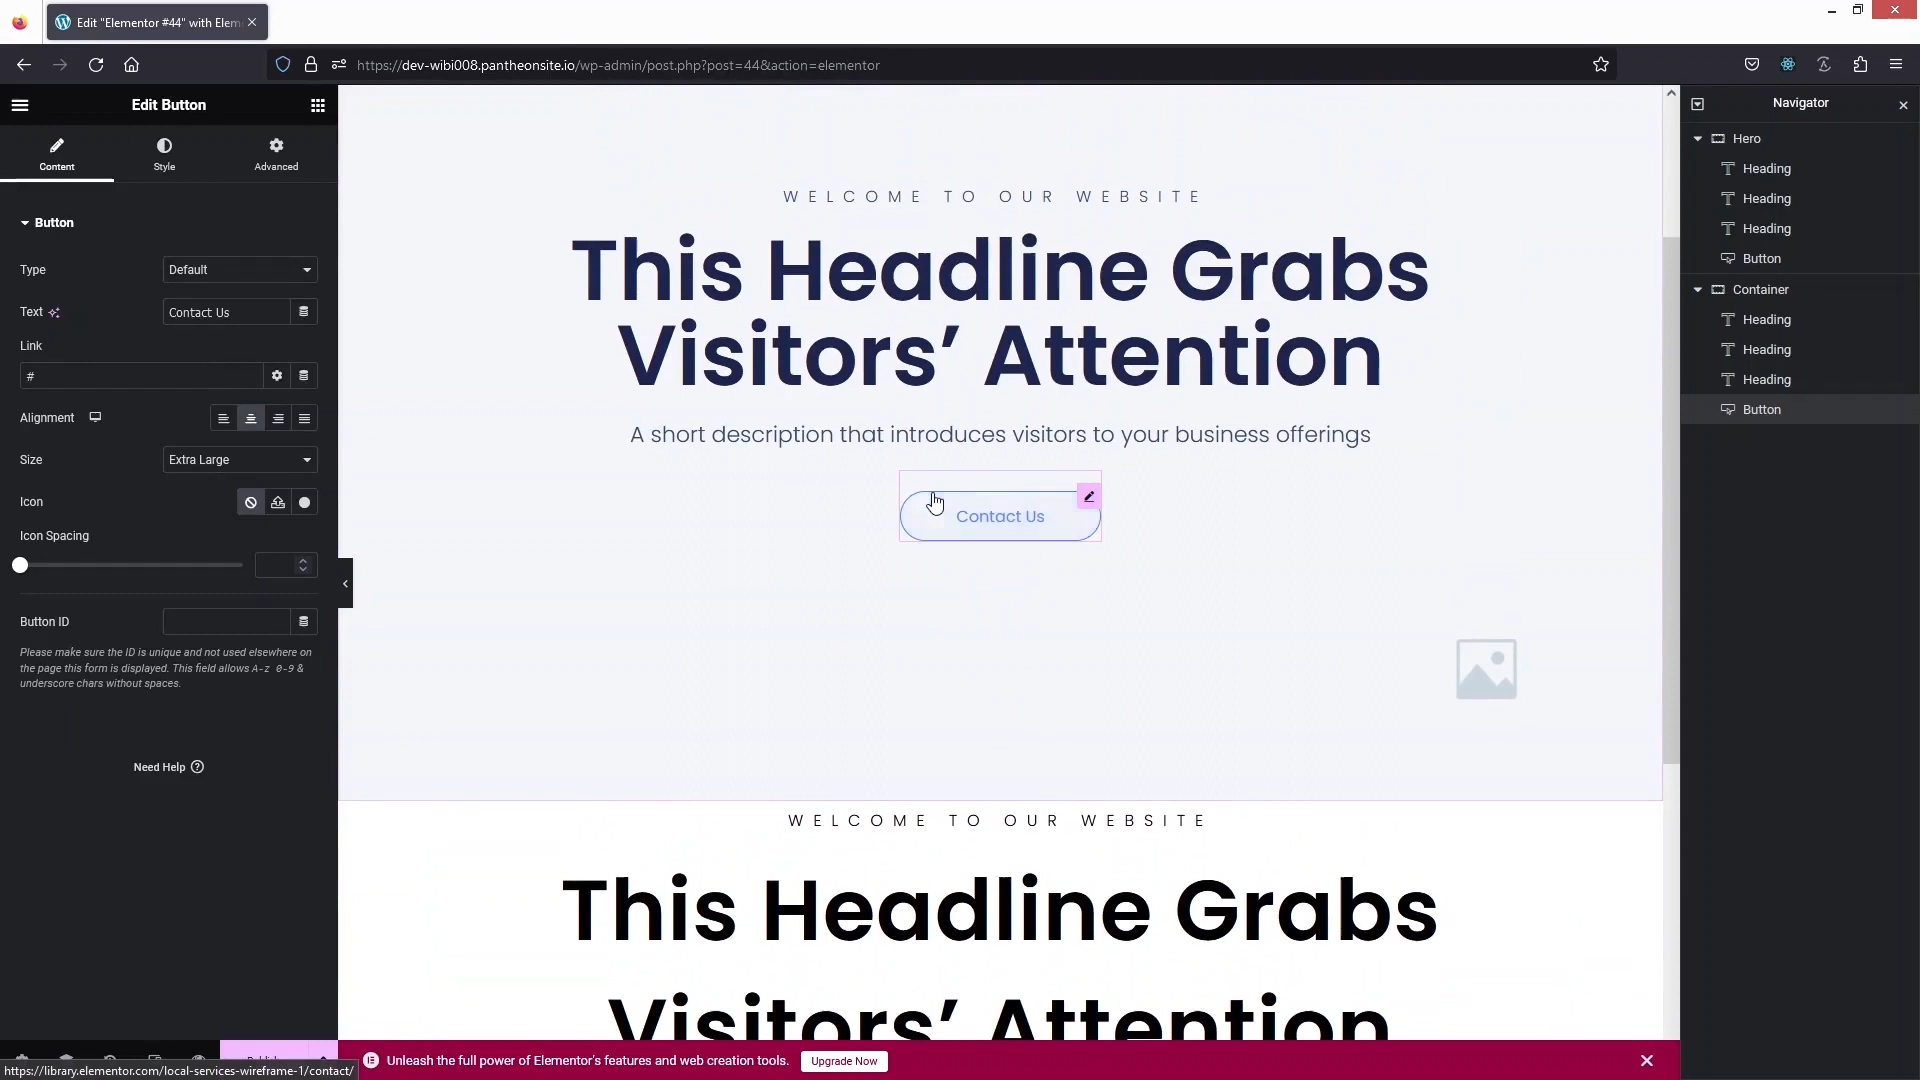 Edit "Elementor #44" with Elem
https://dev-wibi008.pantheonsite.io/wp-admin/post.php?post=44&action=elementor
Edit Button
Content
Style
Advanced
Button
Type
Default
Text
Contact Us
Link
#
Alignment
Size
Extra Large
Icon
Icon Spacing
Button ID
Please make sure the ID is unique and not used elsewhere on
the page this form is displayed. This field allows A-z 0-9 &
underscore chars without spaces.
Need Help
https://library.elementor.com/local-services-wireframe-1/contact/
WELCOME TO OUR WEBSITE
This Headline Grabs
Visitors’ Attention
A short description that introduces visitors to your business offerings
Contact Us
WELCOME TO OUR WEBSITE
This Headline Grabs
Visitors’ Attention
Unleash the full power of Elementor's features and web creation tools.
Upgrade Now
Navigator
Hero
Heading
Heading
Heading
Button
Container
Heading
Heading
Heading
Button